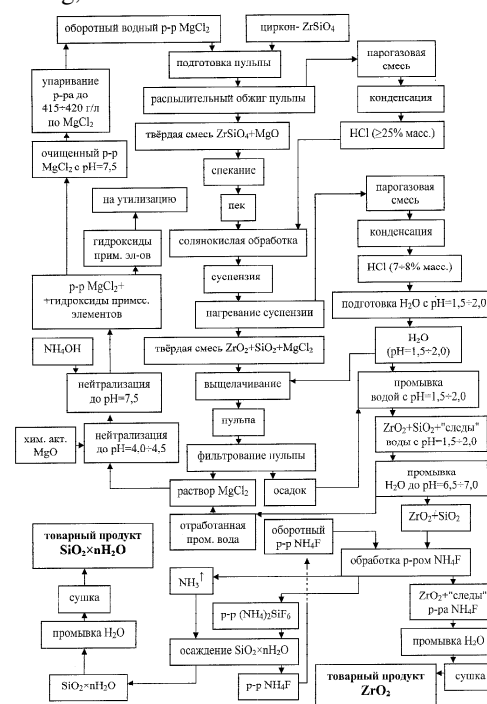 оборотный водный р-р MgCl2
циркон- ZrSiO4
подготовка пульпы
парогазовая
смесь
упаривание
р-ра до
415÷420 г/л
по MgCl2
распылительный обжиг пульпы
конденсация
твёрдая смесь ZrSiO4+MgO
HCl (≥25% масс.)
очищенный р-р
MgCl2 с pH=7,5
спекание
на утилизацию
пек
парогазовая
смесь
гидроксиды
прим. эл-ов
солянокислая обработка
конденсация
суспензия
HCl (7÷8% масс.)
р-р MgCl2+
+гидроксиды примес.
элементов
нагревание суспензии
подготовка H2O с pH=1,5÷2,0
NH4OH
твёрдая смесь ZrO2+SiO2+MgCl2
H2O
(pH=1,5÷2,0)
нейтрализация
до pH=7,5
выщелачивание
промывка
водой с pH=1,5÷2,0
пульпа
хим. акт.
MgO
нейтрализация
до pH=4,0÷4,5
ZrO2+SiO2+"следы"
воды с pH=1,5÷2,0
фильтрование пульпы
промывка
H2O до pH=6,5÷7,0
раствор MgCl2
осадок
ZrO2+SiO2
товарный продукт
SiO2×nH2O
отработанная
пром. вода
оборотный
р-р NH4F
обработка р-ром NH4F
NH3↑
сушка
ZrO2+"следы"
р-ра NH4F
р-р (NH4)2SiF6
промывка H2O
промывка H2O
осаждение SiO2×nH2O
SiO2×nH2O
р-р NH4F
товарный продукт
ZrO2
сушка